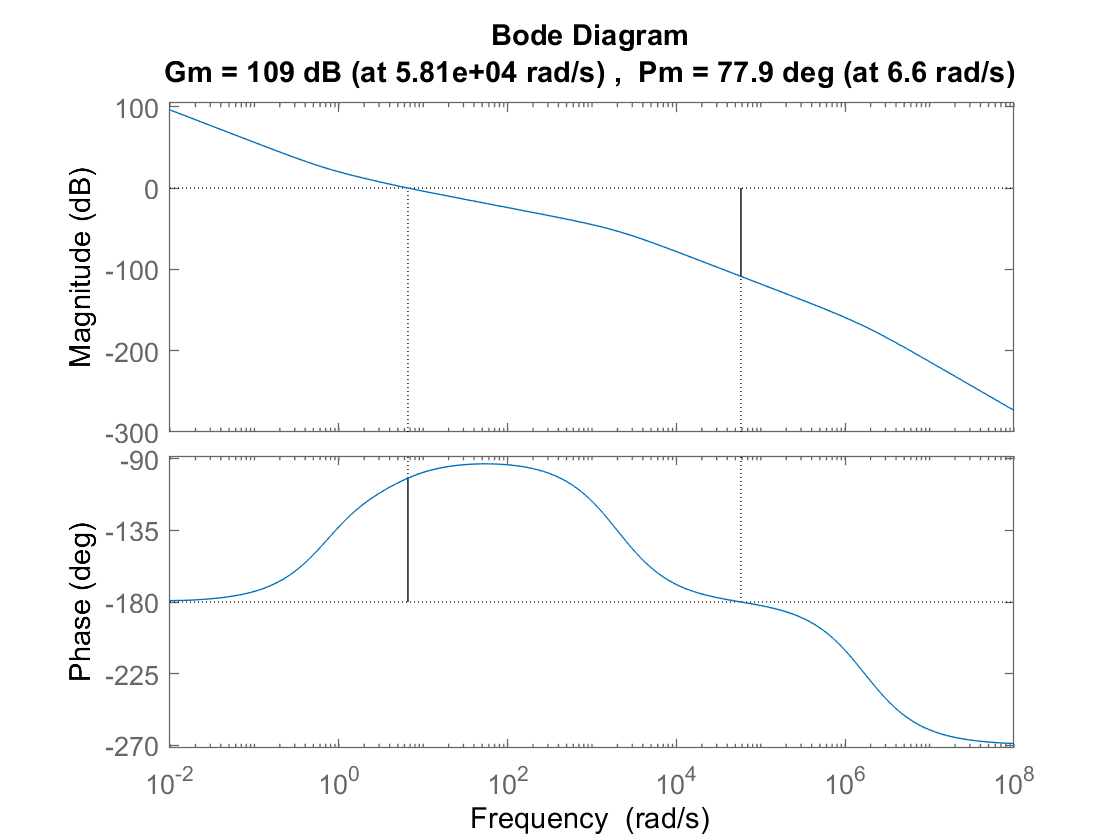 Bode Diagram
Gm = 109 dB (at 5.81e+04 rad/s) , Pm = 77.9 deg (at 6.6 rad/s)
Magnitude (dB)
100
0
-100
-200
-300
Phase (deg)
-90
-135
-180
-225
-270
10^-2 10^0 10^2 10^4 10^6 10^8
Frequency (rad/s)